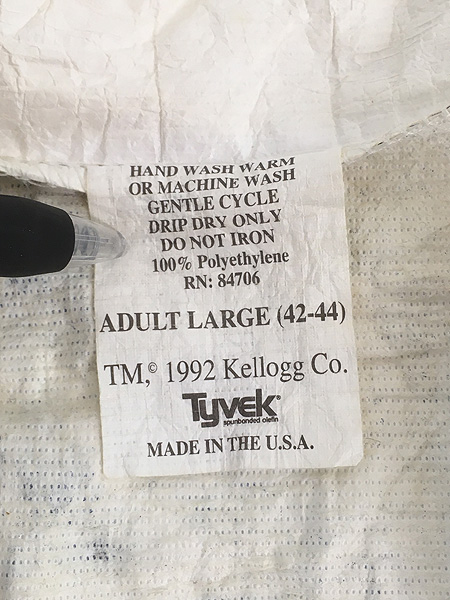 HAND WASH WARM
OR MACHINE WASH
GENTLE CYCLE
DRIP DRY ONLY
DO NOT IRON
100% Polyethylene
RN: 84706
ADULT LARGE (42-44)
TM,© 1992 Kellogg Co.
Tyvek®
spunbonded olefin
MADE IN THE U.S.A.